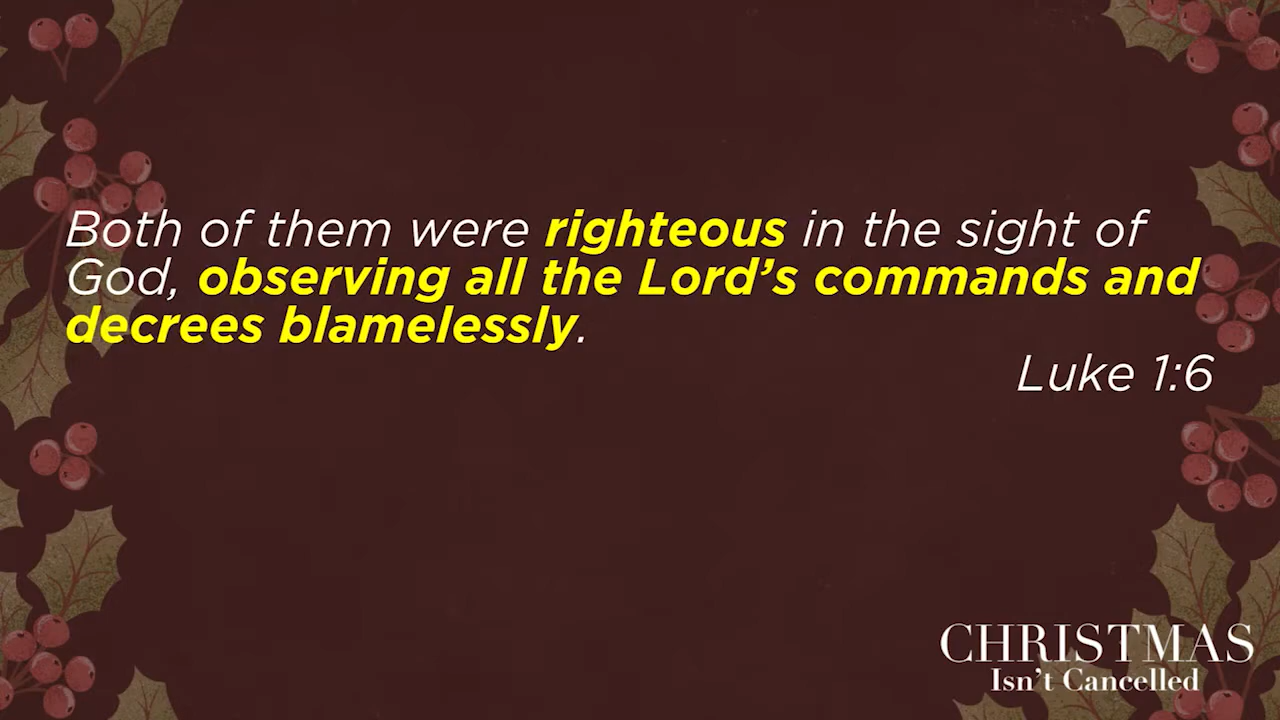 Both of them were righteous in the sight of
God, observing all the Lord’s commands and
decrees blamelessly.
Luke 1:6
CHRISTMAS
Isn’t Cancelled